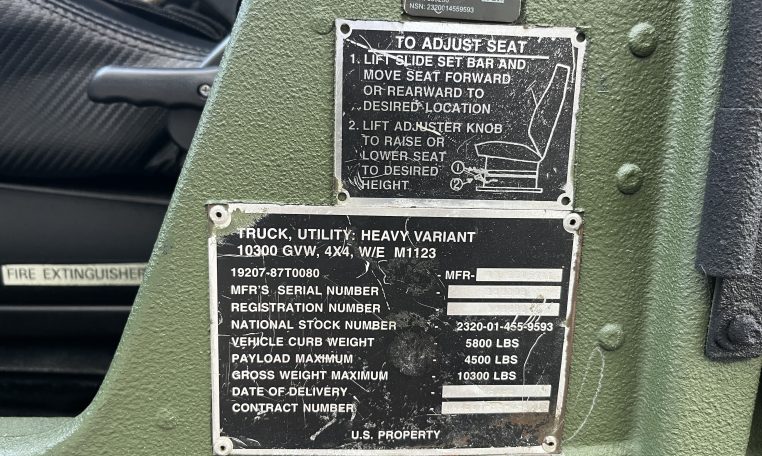 NSN: 2320014559593
TO ADJUST SEAT
1. LIFT SLIDE SET BAR AND
MOVE SEAT FORWARD
OR REARWARD TO
DESIRED LOCATION
2. LIFT ADJUSTER KNOB
TO RAISE OR
LOWER SEAT
TO DESIRED
HEIGHT
1
2
FIRE EXTINGUISHER
TRUCK, UTILITY: HEAVY VARIANT
10300 GVW, 4X4, W/E M1123
19207-87T0080 - MFR-
MFR'S SERIAL NUMBER -
REGISTRATION NUMBER -
NATIONAL STOCK NUMBER 2320-01-455-9593
VEHICLE CURB WEIGHT 5800 LBS
PAYLOAD MAXIMUM 4500 LBS
GROSS WEIGHT MAXIMUM 10300 LBS
DATE OF DELIVERY -
CONTRACT NUMBER -
U.S. PROPERTY